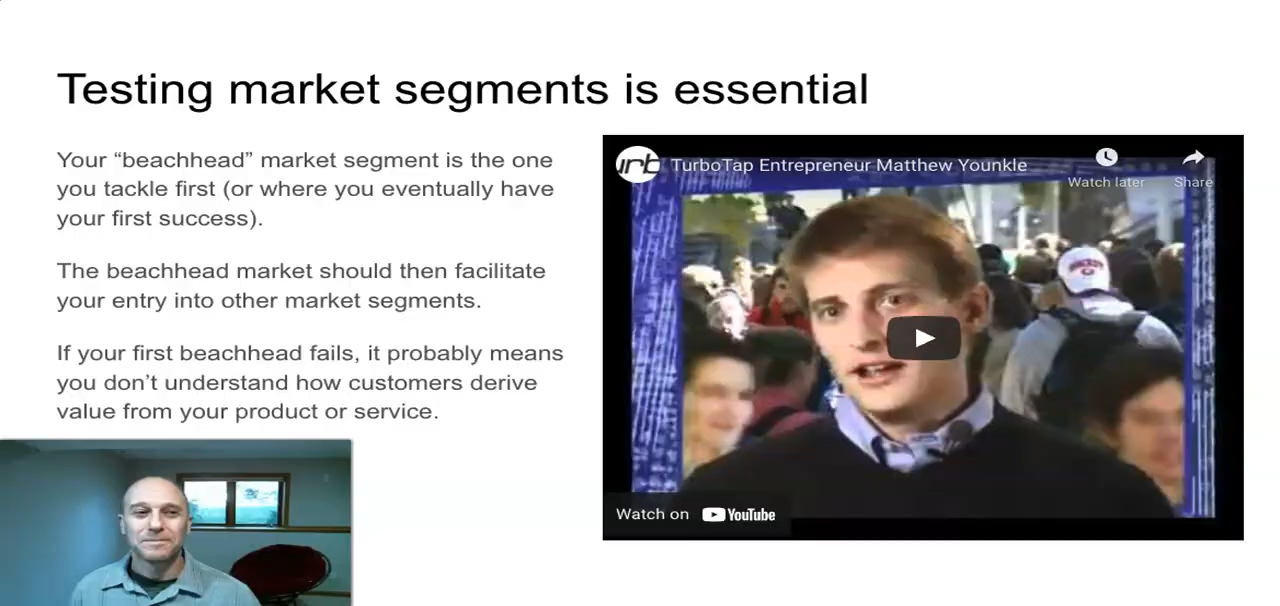 Testing market segments is essential
Your “beachhead” market segment is the one
you tackle first (or where you eventually have
your first success).
The beachhead market should then facilitate
your entry into other market segments.
If your first beachhead fails, it probably means
you don’t understand how customers derive
value from your product or service.
urb
TurboTap Entrepreneur Matthew Younkle
Watch later
Share
Watch on YouTube